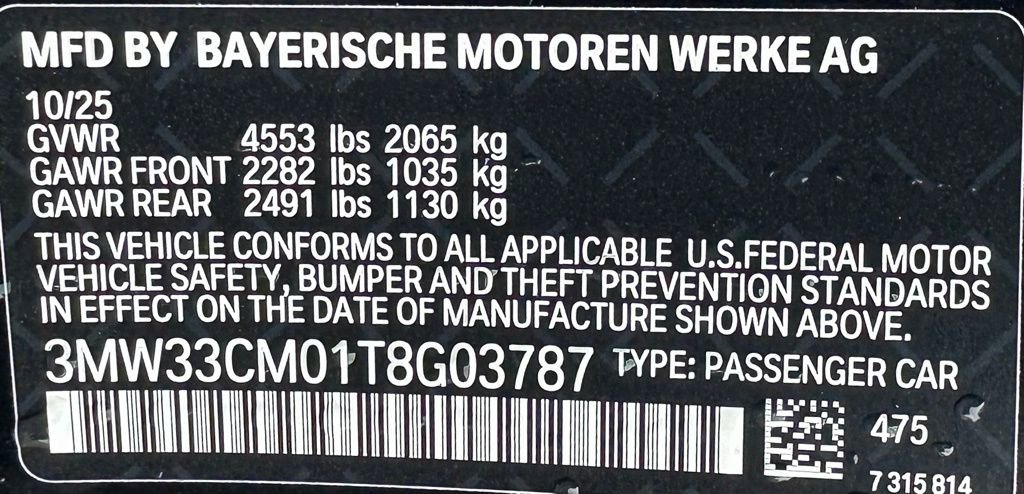 MFD BY BAYERISCHE MOTOREN WERKE AG
10/25
GVWR 4553 lbs 2065 kg
GAWR FRONT 2282 lbs 1035 kg
GAWR REAR 2491 lbs 1130 kg
THIS VEHICLE CONFORMS TO ALL APPLICABLE U.S.FEDERAL MOTOR
VEHICLE SAFETY, BUMPER AND THEFT PREVENTION STANDARDS
IN EFFECT ON THE DATE OF MANUFACTURE SHOWN ABOVE.
3MW33CM01T8G03787 TYPE: PASSENGER CAR
475
7 315 814